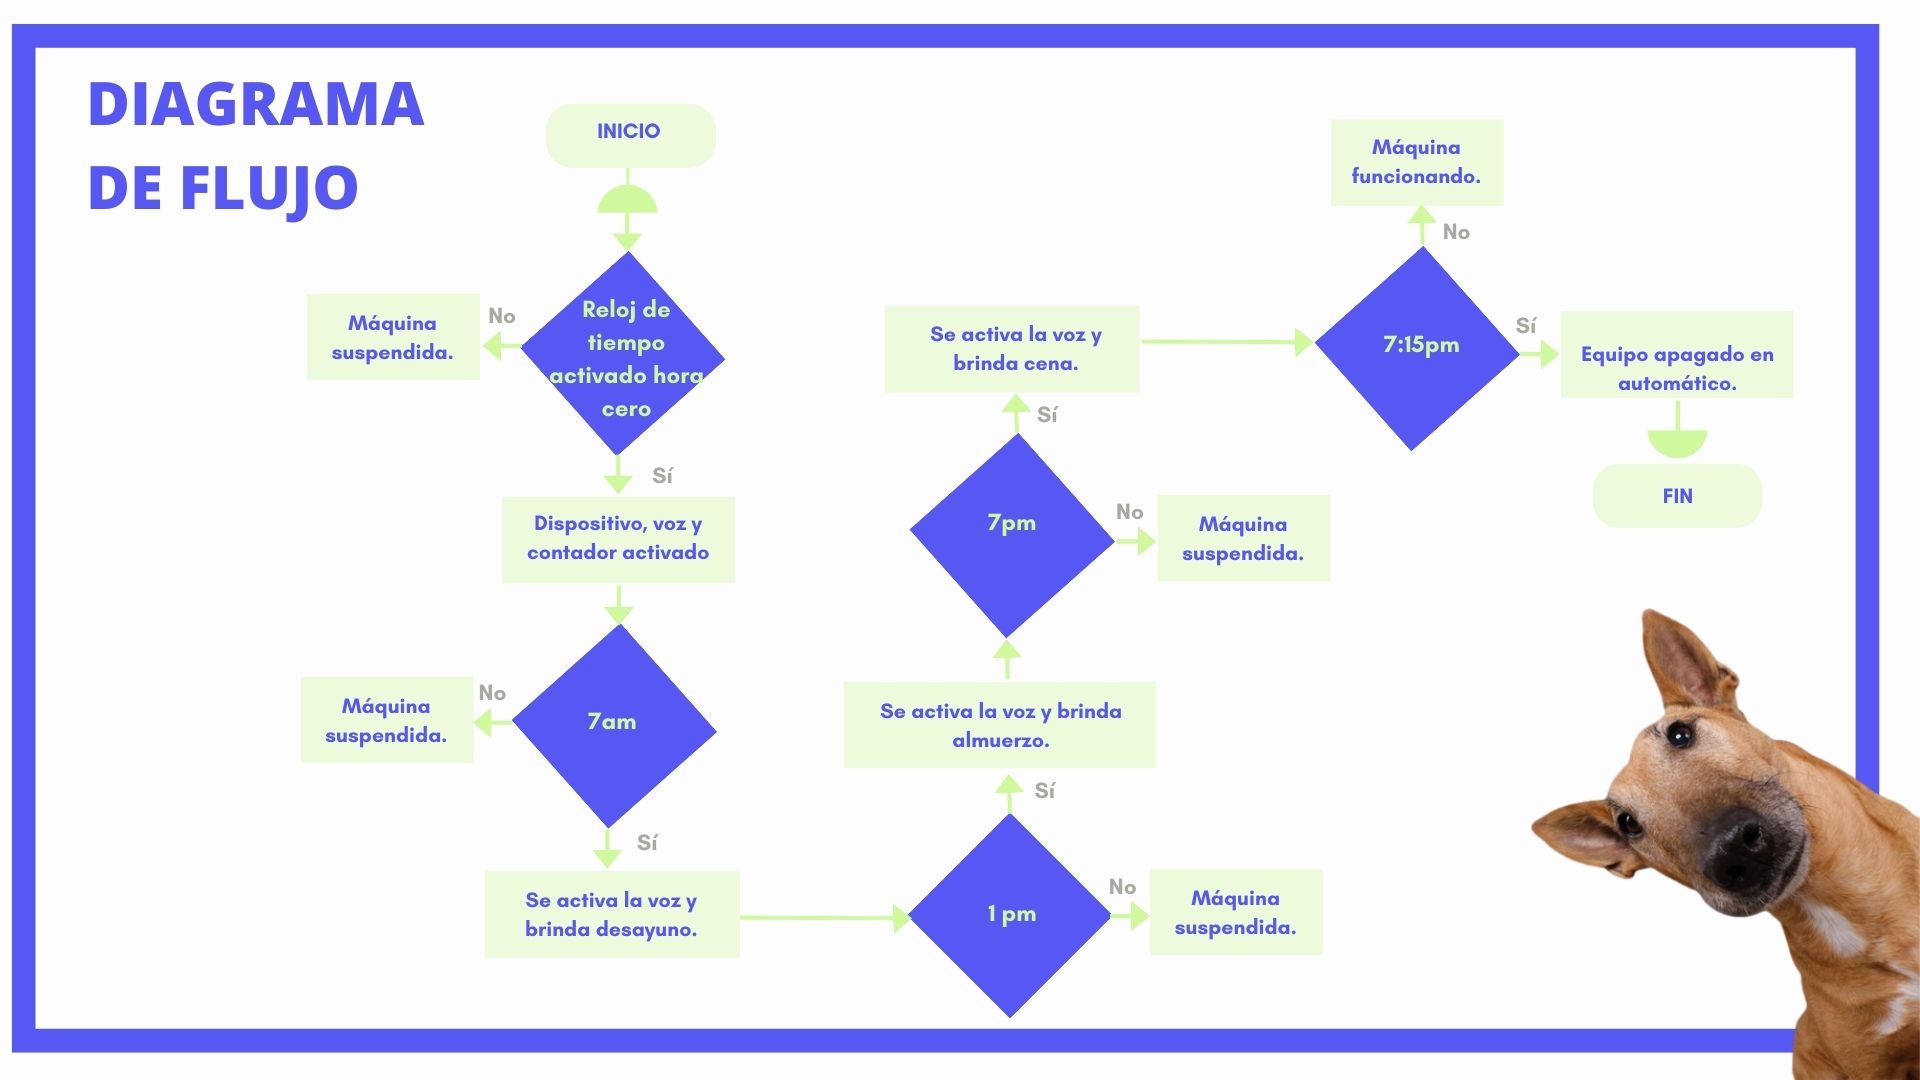 DIAGRAMA
DE FLUJO
INICIO
Reloj de
tiempo
activado hora
cero
No
Máquina
suspendida.
Sí
Dispositivo, voz y
contador activado
7am
No
Máquina
suspendida.
Sí
Se activa la voz y
brinda desayuno.
1 pm
No
Máquina
suspendida.
Sí
Se activa la voz y brinda
almuerzo.
7pm
No
Máquina
suspendida.
Sí
Se activa la voz y
brinda cena.
7:15pm
No
Máquina
funcionando.
Sí
Equipo apagado en
automático.
FIN